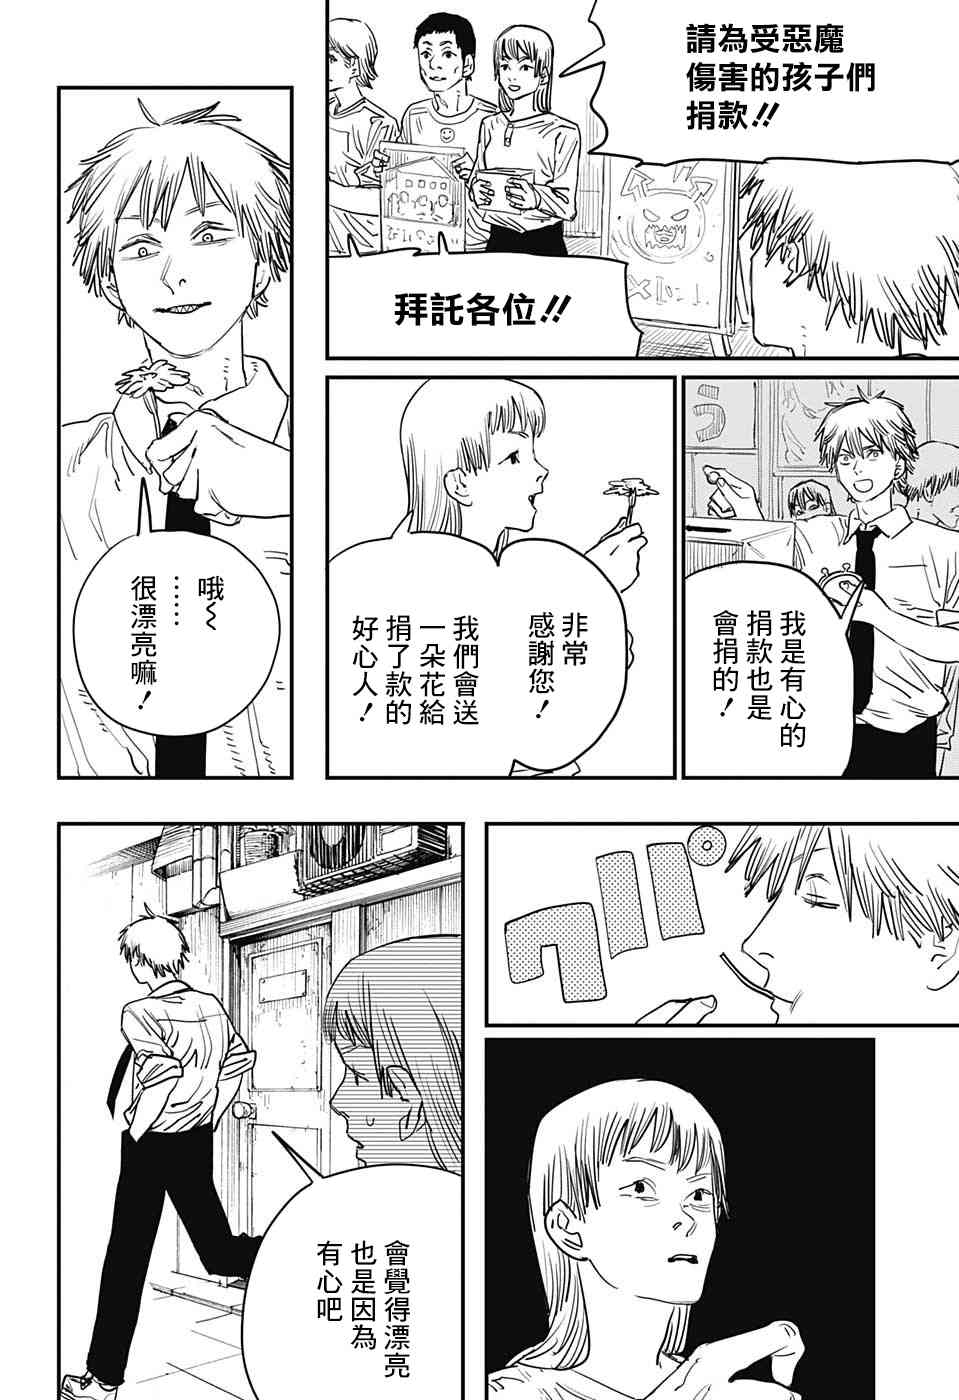 請為受惡魔
傷害的孩子們
捐款!!
拜託各位!!
う
我是有心的
捐款也是
會捐的!
非常
感謝您!
我們會送
一朵花給
捐了款的
好心人!
哦～
……
很漂亮嘛!
パク
會覺得漂亮
也是因為
有心吧